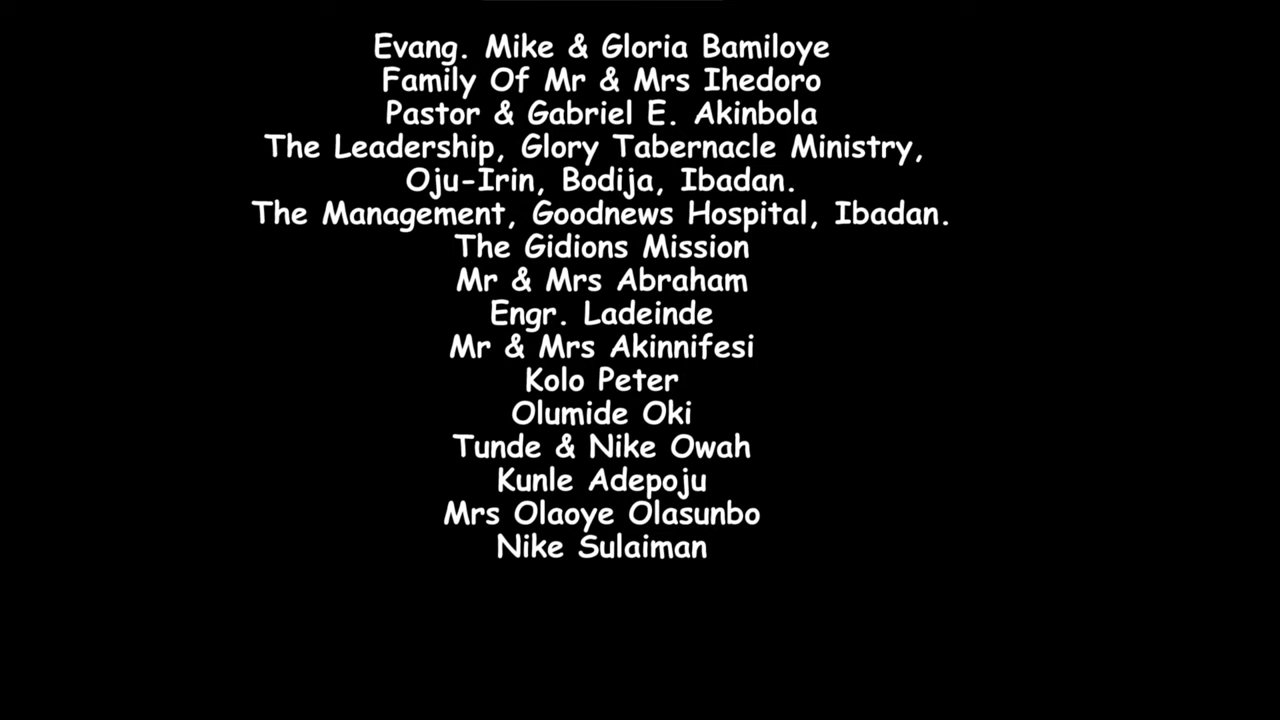 Evang. Mike & Gloria Bamiloye
Family Of Mr & Mrs Ihedoro
Pastor & Gabriel E. Akinbola
The Leadership, Glory Tabernacle Ministry,
Oju-Irin, Bodija, Ibadan.
The Management, Goodnews Hospital, Ibadan.
The Gidions Mission
Mr & Mrs Abraham
Engr. Ladeinde
Mr & Mrs Akinnifesi
Kolo Peter
Olumide Oki
Tunde & Nike Owah
Kunle Adepoju
Mrs Olaoye Olasunbo
Nike Sulaiman